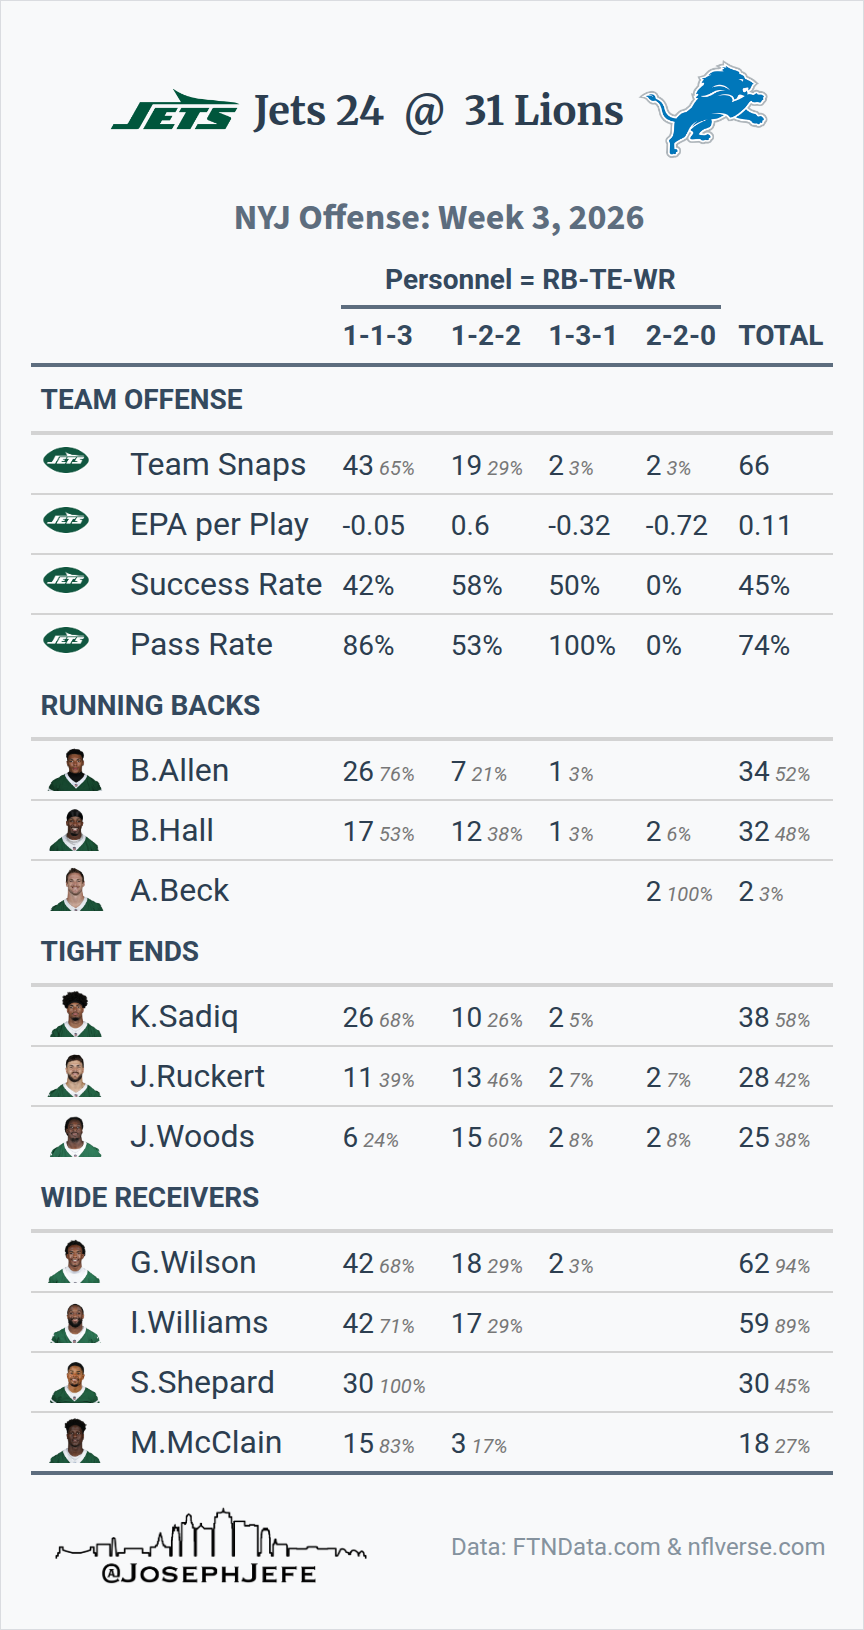 JETS Jets 24 @ 31 Lions
NYJ Offense: Week 3, 2026
Personnel = RB-TE-WR
1-1-3 1-2-2 1-3-1 2-2-0 TOTAL
TEAM OFFENSE
JETS Team Snaps 43 65% 19 29% 2 3% 2 3% 66
JETS EPA per Play -0.05 0.6 -0.32 -0.72 0.11
JETS Success Rate 42% 58% 50% 0% 45%
JETS Pass Rate 86% 53% 100% 0% 74%
RUNNING BACKS
B.Allen 26 76% 7 21% 1 3% 34 52%
B.Hall 17 53% 12 38% 1 3% 2 6% 32 48%
A.Beck 2 100% 2 3%
TIGHT ENDS
K.Sadiq 26 68% 10 26% 2 5% 38 58%
J.Ruckert 11 39% 13 46% 2 7% 2 7% 28 42%
J.Woods 6 24% 15 60% 2 8% 2 8% 25 38%
WIDE RECEIVERS
G.Wilson 42 68% 18 29% 2 3% 62 94%
I.Williams 42 71% 17 29% 59 89%
S.Shepard 30 100% 30 45%
M.McClain 15 83% 3 17% 18 27%
@JOSEPHJEFE
Data: FTNData.com & nflverse.com